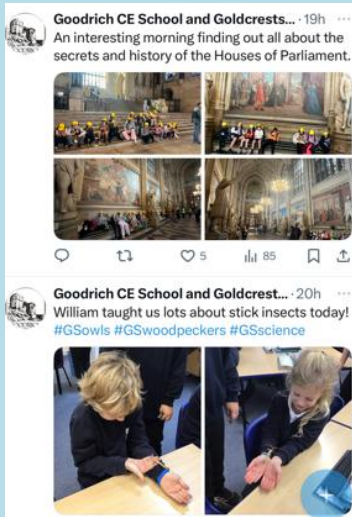 Goodrich CE School and Goldcrests... · 19h ...
An interesting morning finding out all about the
secrets and history of the Houses of Parliament.
5
85
Goodrich CE School and Goldcrest... · 20h ...
William taught us lots about stick insects today!
#GSowls #GSwoodpeckers #GSscience